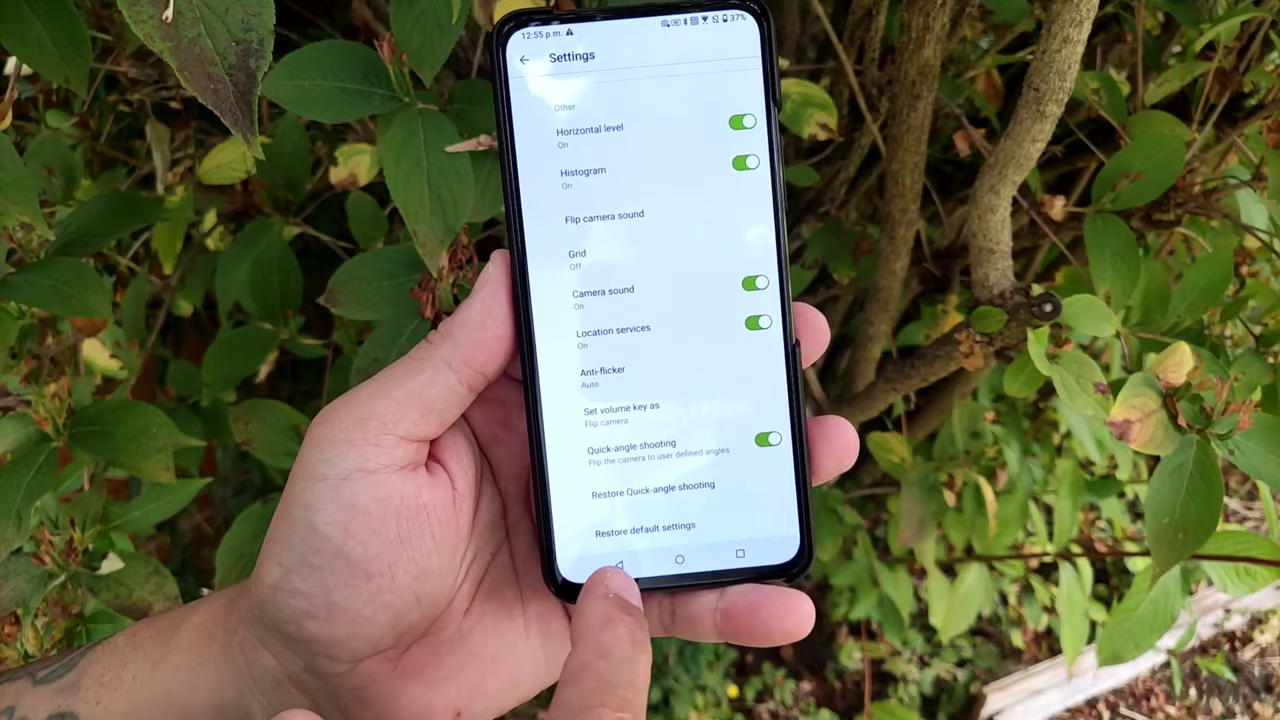 12:55 p.m. 37%
Settings
Other
Horizontal level
On
Histogram
On
Flip camera sound
Grid
Off
Camera sound
On
Location services
On
Anti-flicker
Auto
Set volume key as
Flip camera
Quick-angle shooting
Flip the camera to user defined angles
Restore Quick-angle shooting
Restore default settings